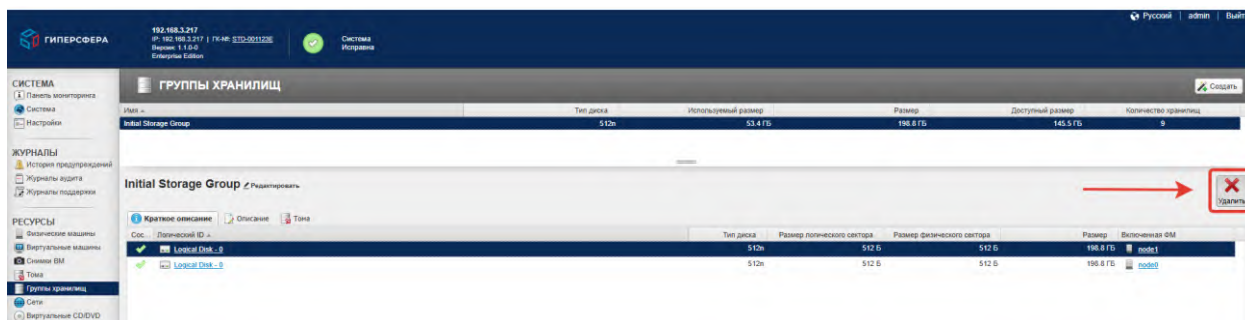 Русский | admin | Выйт
ГИПЕРСФЕРА
192.168.3.217
IP: 192.168.3.217 | ГК-№: STD-001123E
Версия: 1.1.0-0
Enterprise Edition
Система
Исправна
СИСТЕМА
Панель мониторинга
Система
Настройки
ЖУРНАЛЫ
История предупреждений
Журналы аудита
Журналы поддержки
РЕСУРСЫ
Физические машины
Виртуальные машины
Снимки ВМ
Тома
Группы хранилищ
Сети
Виртуальные CD/DVD
ГРУППЫ ХРАНИЛИЩ
Создать
Имя Тип диска Используемый размер Размер Доступный размер Количество хранилищ
Initial Storage Group 512n 53.4 ГБ 198.8 ГБ 145.5 ГБ 9
Initial Storage Group Редактировать
Удалить
Краткое описание Описание Тома
Сос... Логический ID Тип диска Размер логического сектора Размер физического сектора Размер Включенная ФМ
Logical Disk - 0 512n 512 Б 512 Б 198.8 ГБ node1
Logical Disk - 0 512n 512 Б 512 Б 198.8 ГБ node0